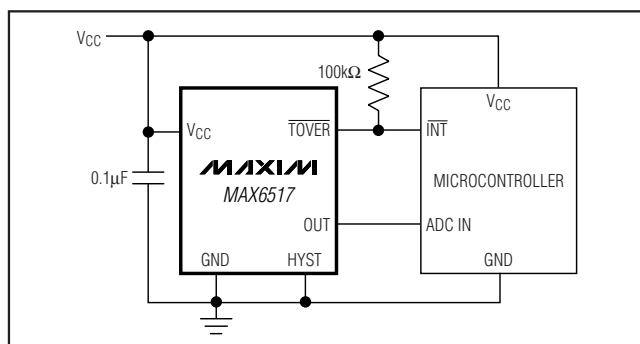 VCC
100kΩ
VCC
VCC
TOVER
INT
0.1μF
MAXIM
MAX6517
MICROCONTROLLER
OUT
ADC IN
GND
HYST
GND